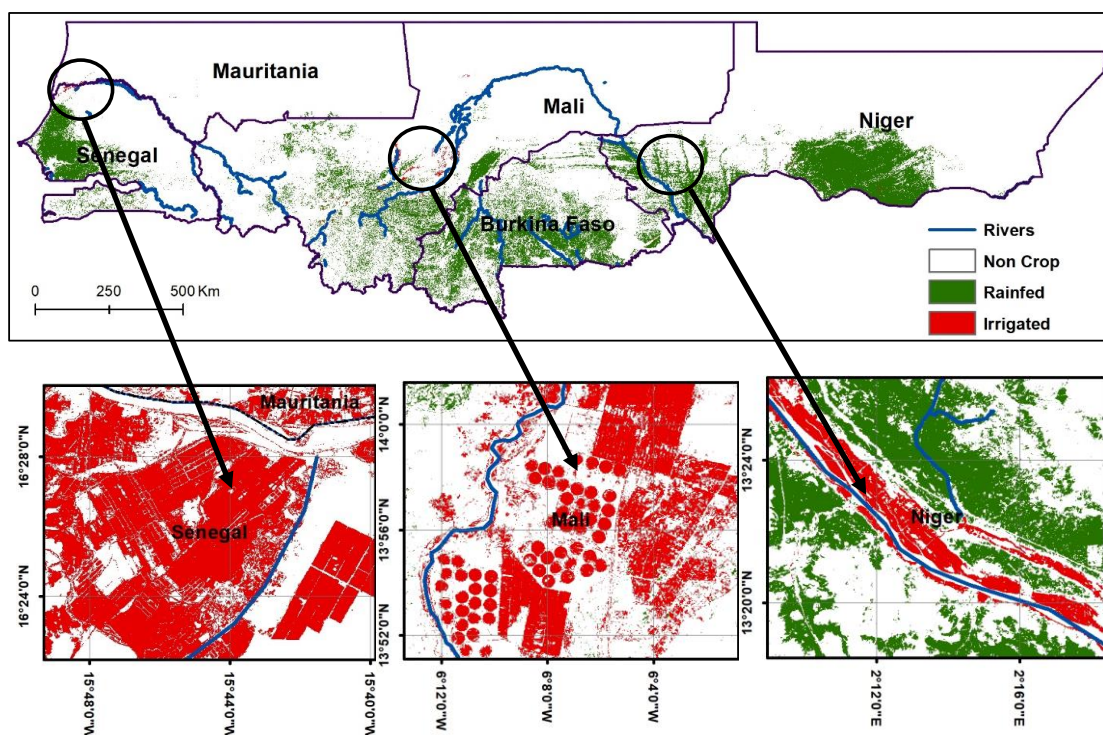 Mauritania
Mali
Niger
Senegal
Burkina Faso
0 250 500 Km
Rivers
Non Crop
Rainfed
Irrigated
Mauritania
Senegal
16°28'0"N
16°24'0"N
15°48'0"W
15°44'0"W
15°40'0"W
Mali
14°0'0"N
13°56'0"N
13°52'0"N
6°12'0"W
6°8'0"W
6°4'0"W
Niger
13°24'0"N
13°20'0"N
2°12'0"E
2°16'0"E